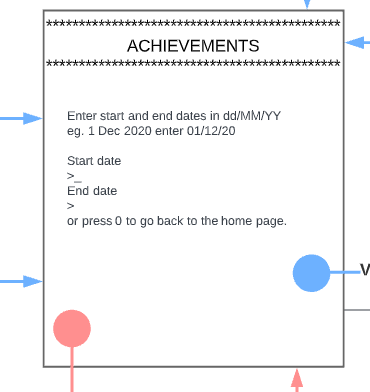 *********************************************
ACHIEVEMENTS
*********************************************
Enter start and end dates in dd/MM/YY
eg. 1 Dec 2020 enter 01/12/20
Start date
>_
End date
>
or press 0 to go back to the home page.